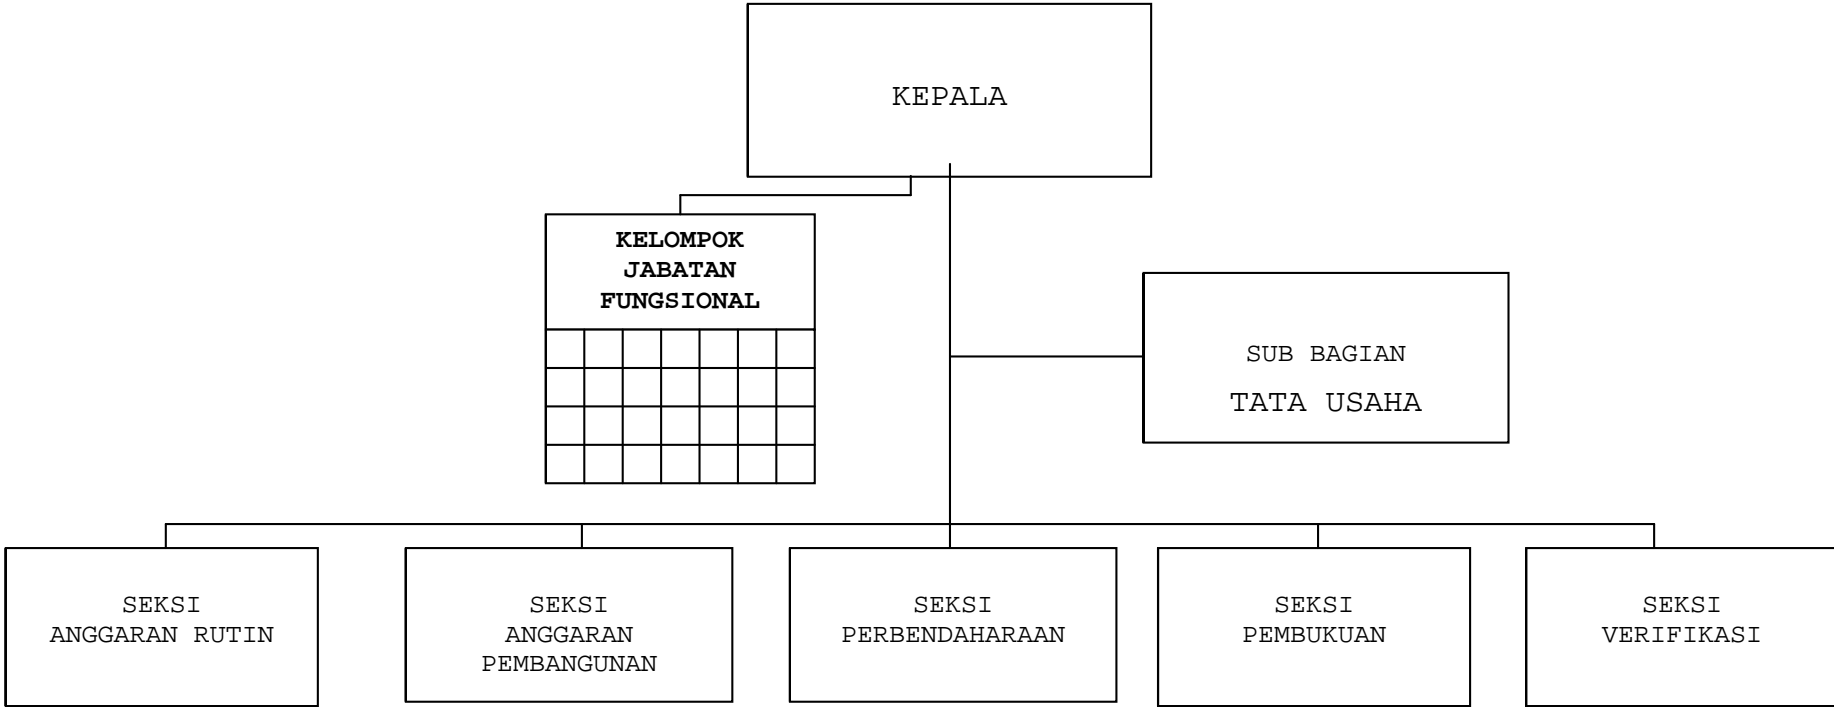 KEPALA
KELOMPOK
JABATAN
FUNGSIONAL
SUB BAGIAN
TATA USAHA
SEKSI
ANGGARAN RUTIN
SEKSI
ANGGARAN
PEMBANGUNAN
SEKSI
PERBENDAHARAAN
SEKSI
PEMBUKUAN
SEKSI
VERIFIKASI